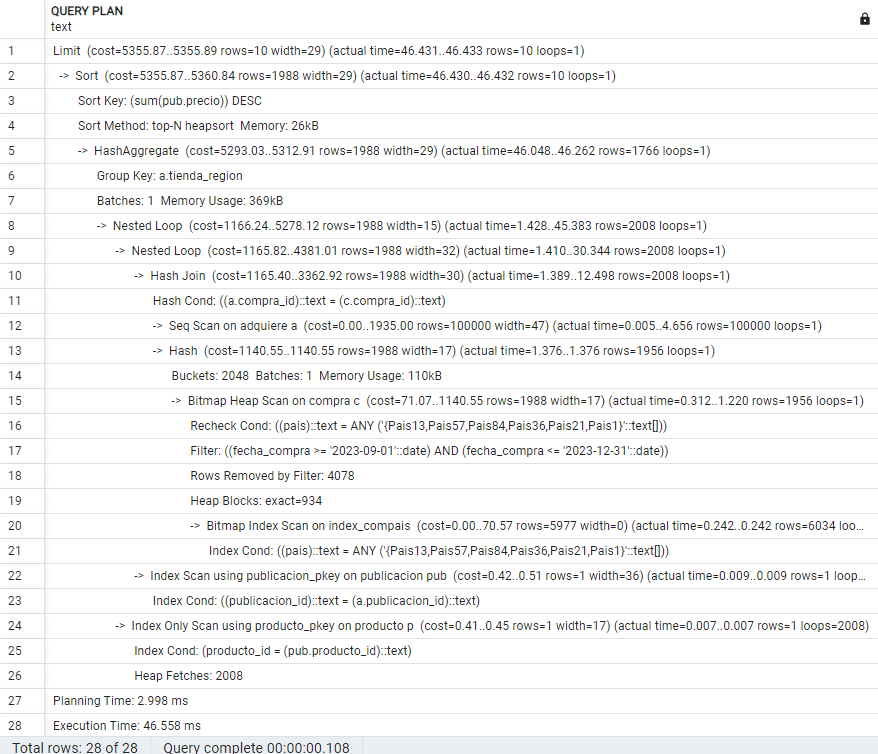 QUERY PLAN
text
1 Limit (cost=5355.87..5355.89 rows=10 width=29) (actual time=46.431..46.433 rows=10 loops=1)
2 -> Sort (cost=5355.87..5360.84 rows=1988 width=29) (actual time=46.430..46.432 rows=10 loops=1)
3 Sort Key: (sum(pub.precio)) DESC
4 Sort Method: top-N heapsort Memory: 26kB
5 -> HashAggregate (cost=5293.03..5312.91 rows=1988 width=29) (actual time=46.048..46.262 rows=1766 loops=1)
6 Group Key: a.tienda_region
7 Batches: 1 Memory Usage: 369kB
8 -> Nested Loop (cost=1166.24..5278.12 rows=1988 width=15) (actual time=1.428..45.383 rows=2008 loops=1)
9 -> Nested Loop (cost=1165.82..4381.01 rows=1988 width=32) (actual time=1.410..30.344 rows=2008 loops=1)
10 -> Hash Join (cost=1165.40..3362.92 rows=1988 width=30) (actual time=1.389..12.498 rows=2008 loops=1)
11 Hash Cond: ((a.compra_id)::text = (c.compra_id)::text)
12 -> Seq Scan on adquiere a (cost=0.00..1935.00 rows=100000 width=47) (actual time=0.005..4.656 rows=100000 loops=1)
13 -> Hash (cost=1140.55..1140.55 rows=1988 width=17) (actual time=1.376..1.376 rows=1956 loops=1)
14 Buckets: 2048 Batches: 1 Memory Usage: 110kB
15 -> Bitmap Heap Scan on compra c (cost=71.07..1140.55 rows=1988 width=17) (actual time=0.312..1.220 rows=1956 loops=1)
16 Recheck Cond: ((pais)::text = ANY ('{Pais13,Pais57,Pais84,Pais36,Pais21,Pais1}'::text[]))
17 Filter: ((fecha_compra >= '2023-09-01'::date) AND (fecha_compra <= '2023-12-31'::date))
18 Rows Removed by Filter: 4078
19 Heap Blocks: exact=934
20 -> Bitmap Index Scan on index_compais (cost=0.00..70.57 rows=5977 width=0) (actual time=0.242..0.242 rows=6034 loo...
21 Index Cond: ((pais)::text = ANY ('{Pais13,Pais57,Pais84,Pais36,Pais21,Pais1}'::text[]))
22 -> Index Scan using publicacion_pkey on publicacion pub (cost=0.42..0.51 rows=1 width=36) (actual time=0.009..0.009 rows=1 loop...
23 Index Cond: ((publicacion_id)::text = (a.publicacion_id)::text)
24 -> Index Only Scan using producto_pkey on producto p (cost=0.41..0.45 rows=1 width=17) (actual time=0.007..0.007 rows=1 loops=2008)
25 Index Cond: (producto_id = (pub.producto_id)::text)
26 Heap Fetches: 2008
27 Planning Time: 2.998 ms
28 Execution Time: 46.558 ms
Total rows: 28 of 28 Query complete 00:00:00.108